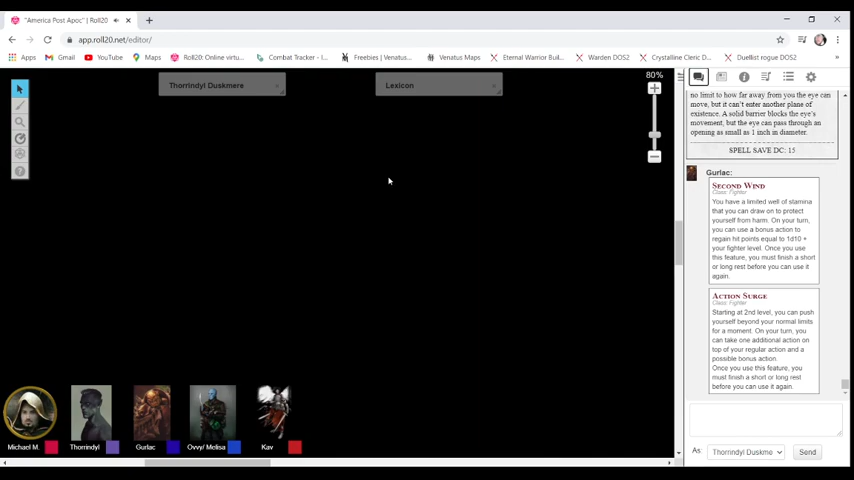 "America Post Apoc" | Roll20
app.roll20.net/editor/
Apps
Gmail
YouTube
Maps
Roll20: Online virtu...
Combat Tracker - I...
Freebies | Venatus...
Venatus Maps
Eternal Warrior Buil...
Warden DOS2
Crystalline Cleric D...
Duellist rogue DOS2
Thorrindyl Duskmere
Lexicon
80%
no limit to how far away from you the eye can
move, but it can't enter another plane of
existence. A solid barrier blocks the eye's
movement, but the eye can pass through an
opening as small as 1 inch in diameter.
SPELL SAVE DC: 15
Gurlac:
SECOND WIND
Class: Fighter
You have a limited well of stamina
that you can draw on to protect
yourself from harm. On your turn,
you can use a bonus action to
regain hit points equal to 1d10 +
your fighter level. Once you use
this feature, you must finish a short
or long rest before you can use it
again.
ACTION SURGE
Class: Fighter
Starting at 2nd level, you can push
yourself beyond your normal limits
for a moment. On your turn, you
can take one additional action on
top of your regular action and a
possible bonus action.
Once you use this feature, you
must finish a short or long rest
before you can use it again.
Michael M.
Thorrindyl
Gurlac
Ovvy/ Melisa
Kav
As:
Thorrindyl Duskme
Send